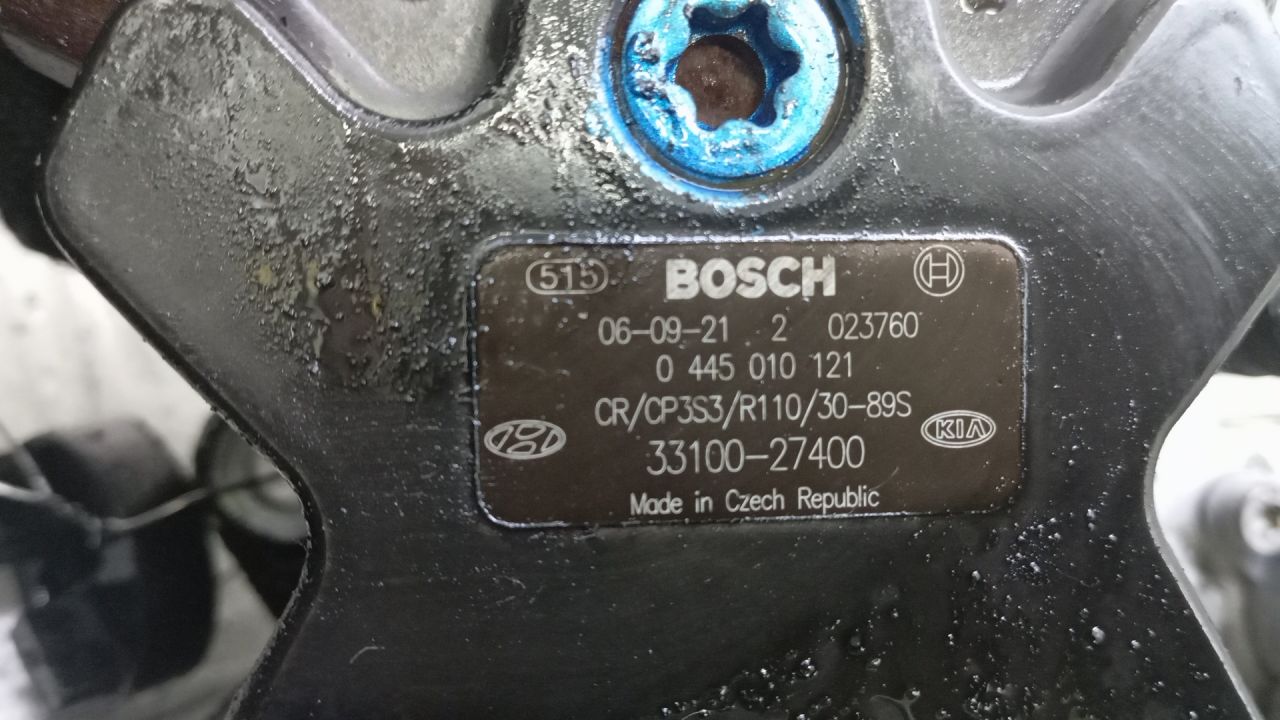 515 BOSCH
06-09-21 2 023760
0 445 010 121
CR/CP3S3/R110/30-89S
KIA
33100-27400
Made in Czech Republic